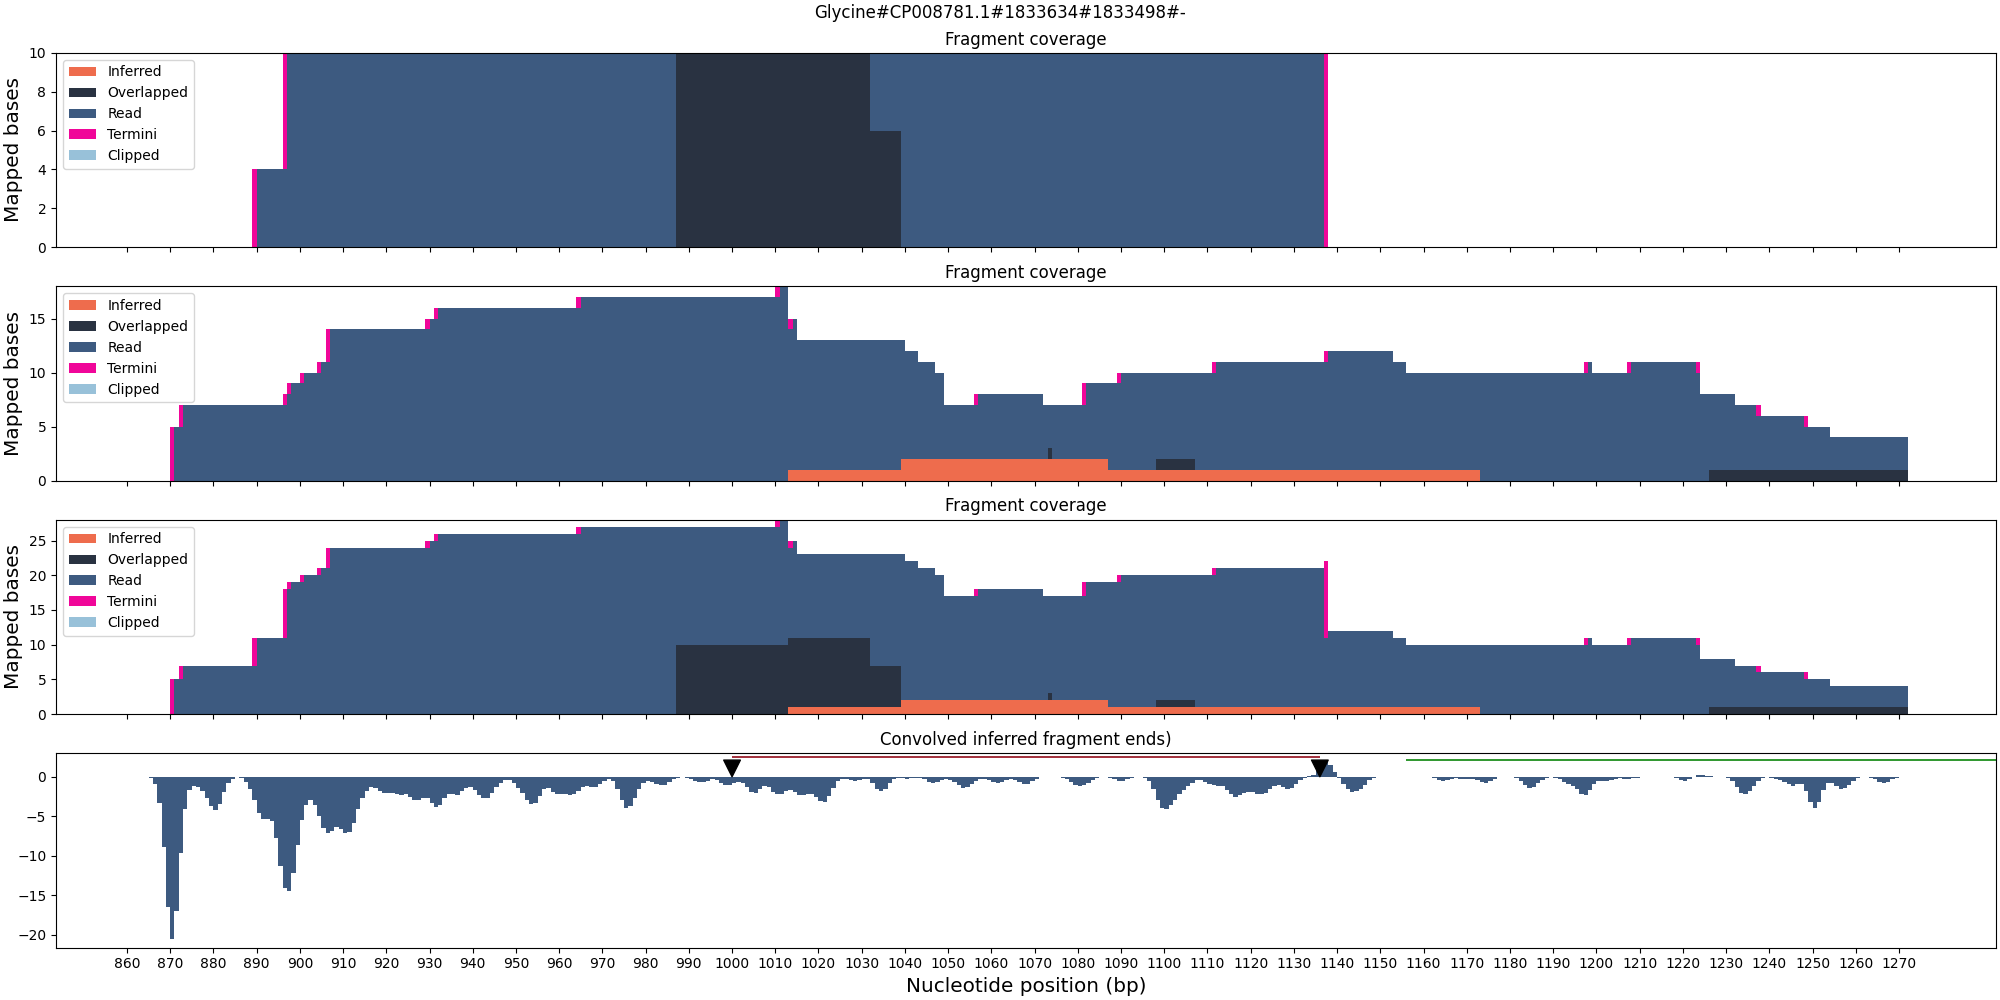 Glycine#CP008781.1#1833634#1833498#-
Fragment coverage
Mapped bases
10
8
6
4
2
0
Inferred
Overlapped
Read
Termini
Clipped
Fragment coverage
Mapped bases
15
10
5
0
Inferred
Overlapped
Read
Termini
Clipped
Fragment coverage
Mapped bases
25
20
15
10
5
0
Inferred
Overlapped
Read
Termini
Clipped
Convolved inferred fragment ends)
0
−5
−10
−15
−20
860 870 880 890 900 910 920 930 940 950 960 970 980 990 1000 1010 1020 1030 1040 1050 1060 1070 1080 1090 1100 1110 1120 1130 1140 1150 1160 1170 1180 1190 1200 1210 1220 1230 1240 1250 1260 1270
Nucleotide position (bp)